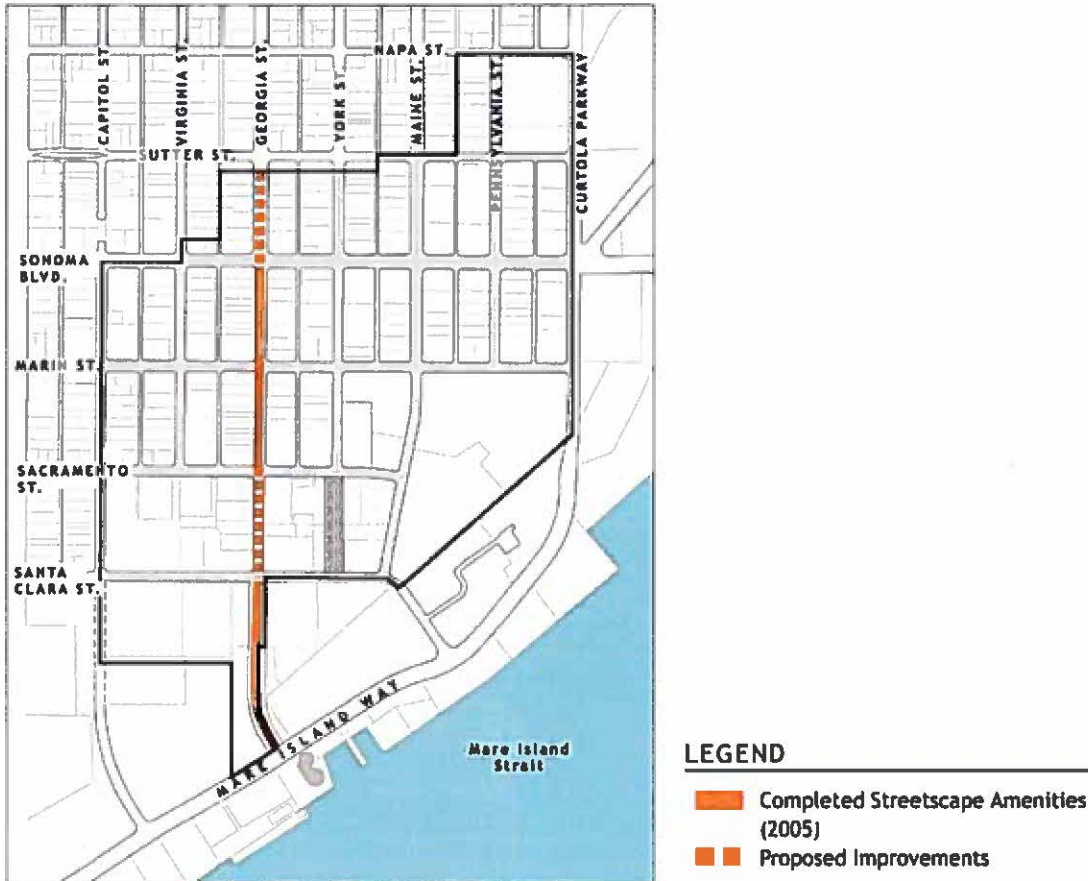 NAPA ST.
CAPITOL ST.
VIRGINIA ST.
GEORGIA ST.
YORK ST.
MAINE ST.
PENNSYLVANIA ST.
CURTOLA PARKWAY
SUTTER ST.
SONOMA
BLVD.
MARIN ST.
SACRAMENTO
ST.
SANTA
CLARA ST.
MARE ISLAND WAY
Mare Island
Strait
LEGEND
Completed Streetscape Amenities
(2005)
Proposed Improvements